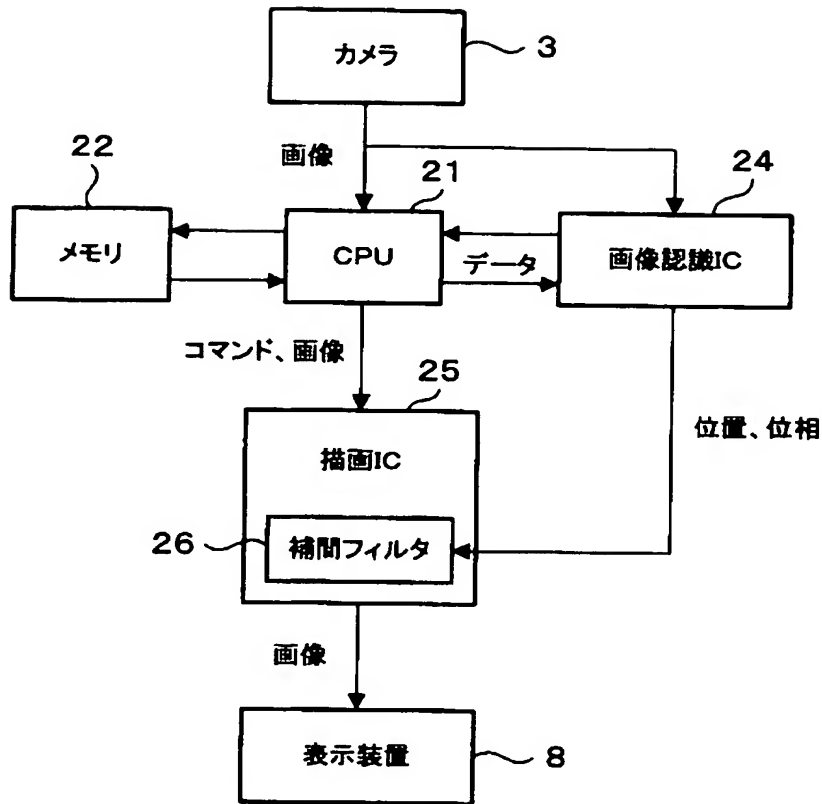 カメラ
3
画像
22
21
24
メモリ
CPU
データ
画像認識IC
コマンド、画像
25
位置、位相
描画IC
26
補間フィルタ
画像
表示装置
8